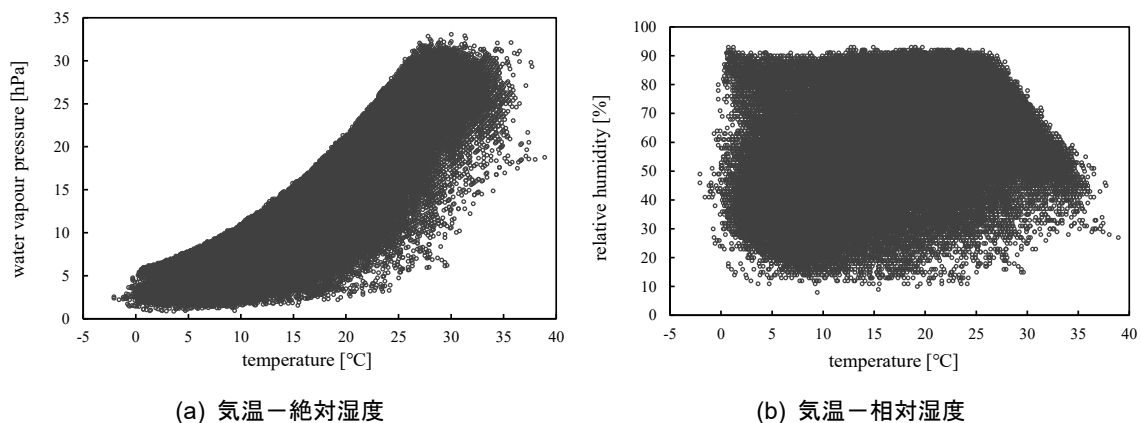 35
30
25
20
15
10
5
0
-5 0 5 10 15 20 25 30 35 40
water vapour pressure [hPa]
temperature [℃]
(a) 気温－絶対湿度
100
90
80
70
60
50
40
30
20
10
0
-5 0 5 10 15 20 25 30 35 40
relative humidity [%]
temperature [℃]
(b) 気温－相対湿度